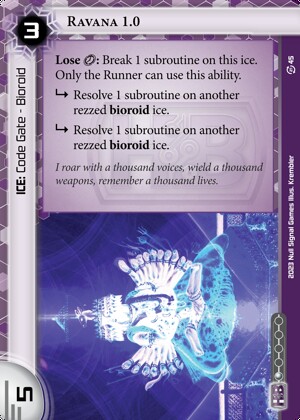 Ravana 1.0
3
Lose : Break 1 subroutine on this ice.
Only the Runner can use this ability.
↳ Resolve 1 subroutine on another
rezzed bioroid ice.
↳ Resolve 1 subroutine on another
rezzed bioroid ice.
I roar with a thousand voices, wield a thousand
weapons, remember a thousand lives.
ICE: Code Gate - Bioroid
5
45
2023 Null Signal Games Illus. Krembler